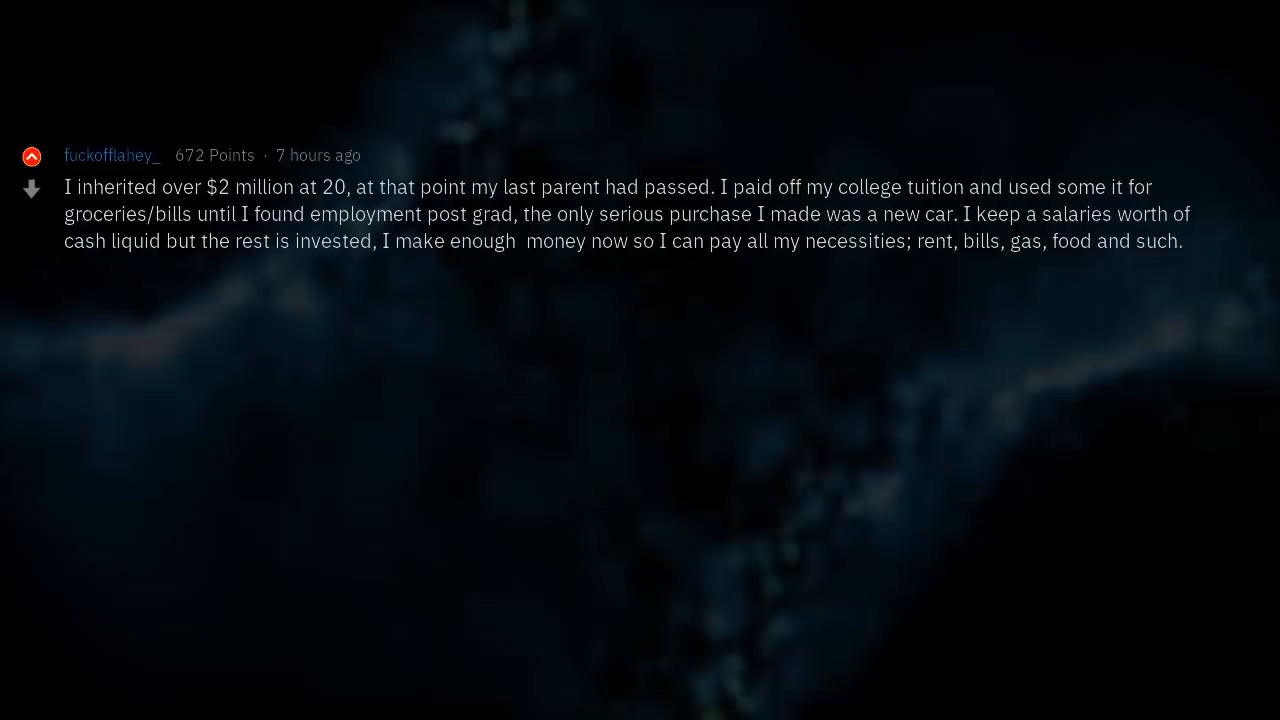 fuckofflahey_ 672 Points · 7 hours ago
I inherited over $2 million at 20, at that point my last parent had passed. I paid off my college tuition and used some it for
groceries/bills until I found employment post grad, the only serious purchase I made was a new car. I keep a salaries worth of
cash liquid but the rest is invested, I make enough  money now so I can pay all my necessities; rent, bills, gas, food and such.